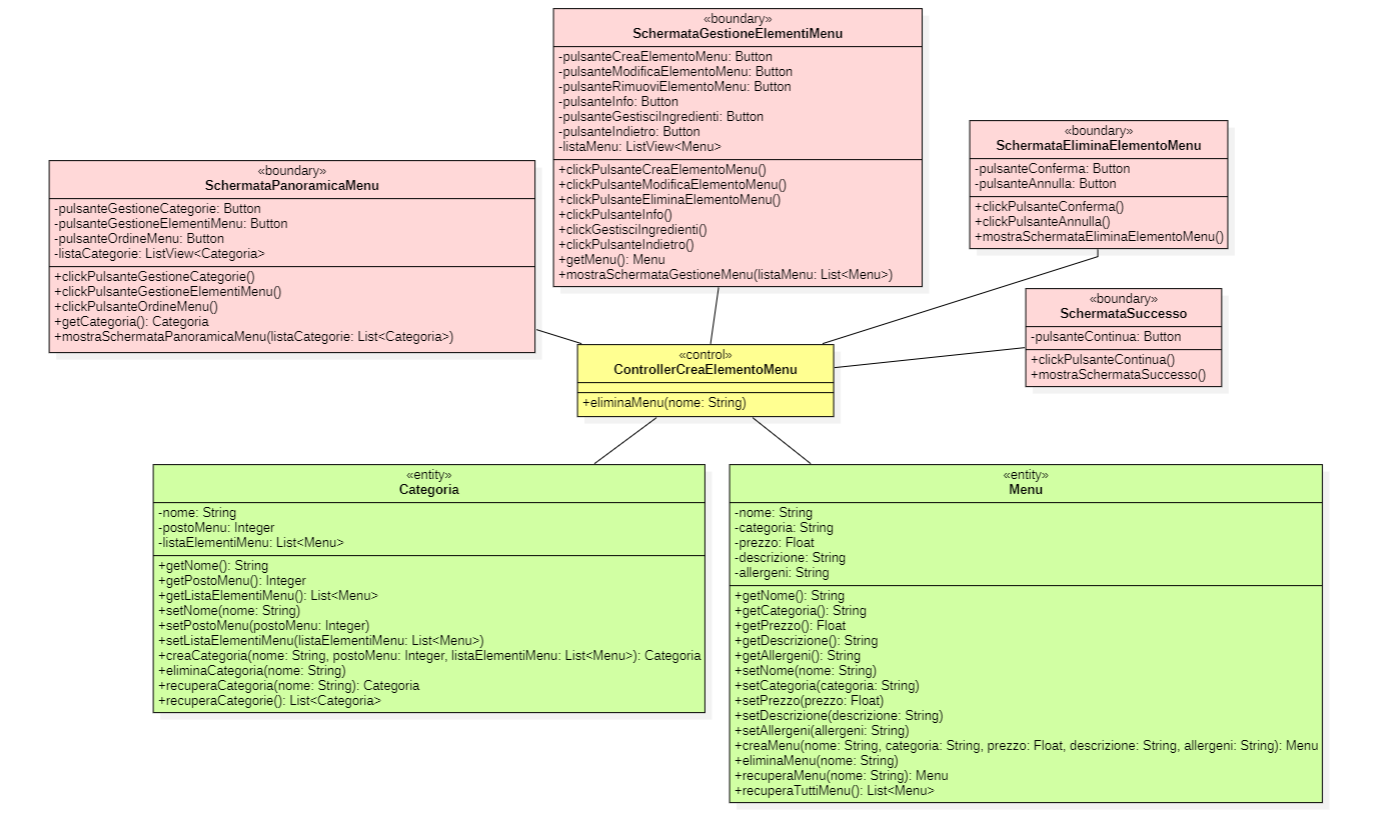 «boundary»
SchermataGestioneElementiMenu
-pulsanteCreaElementoMenu: Button
-pulsanteModificaElementoMenu: Button
-pulsanteRimuoviElementoMenu: Button
-pulsanteInfo: Button
-pulsanteGestisciIngredienti: Button
-pulsanteIndietro: Button
-listaMenu: ListView<Menu>
+clickPulsanteCreaElementoMenu()
+clickPulsanteModificaElementoMenu()
+clickPulsanteEliminaElementoMenu()
+clickPulsanteInfo()
+clickGestisciIngredienti()
+clickPulsanteIndietro()
+getMenu(): Menu
+mostraSchermataGestioneMenu(listaMenu: List<Menu>)
«boundary»
SchermataEliminaElementoMenu
-pulsanteConferma: Button
-pulsanteAnnulla: Button
+clickPulsanteConferma()
+clickPulsanteAnnulla()
+mostraSchermataEliminaElementoMenu()
«boundary»
SchermataPanoramicaMenu
-pulsanteGestioneCategorie: Button
-pulsanteGestioneElementiMenu: Button
-pulsanteOrdineMenu: Button
-listaCategorie: ListView<Categoria>
+clickPulsanteGestioneCategorie()
+clickPulsanteGestioneElementiMenu()
+clickPulsanteOrdineMenu()
+getCategoria(): Categoria
+mostraSchermataPanoramicaMenu(listaCategorie: List<Categoria>)
«boundary»
SchermataSuccesso
-pulsanteContinua: Button
+clickPulsanteContinua()
+mostraSchermataSuccesso()
«control»
ControllerCreaElementoMenu
+eliminaMenu(nome: String)
«entity»
Categoria
-nome: String
-postoMenu: Integer
-listaElementiMenu: List<Menu>
+getNome(): String
+getPostoMenu(): Integer
+getListaElementiMenu(): List<Menu>
+setNome(nome: String)
+setPostoMenu(postoMenu: Integer)
+setListaElementiMenu(listaElementiMenu: List<Menu>)
+creaCategoria(nome: String, postoMenu: Integer, listaElementiMenu: List<Menu>): Categoria
+eliminaCategoria(nome: String)
+recuperaCategoria(nome: String): Categoria
+recuperaCategorie(): List<Categoria>
«entity»
Menu
-nome: String
-categoria: String
-prezzo: Float
-descrizione: String
-allergeni: String
+getNome(): String
+getCategoria(): String
+getPrezzo(): Float
+getDescrizione(): String
+getAllergeni(): String
+setNome(nome: String)
+setCategoria(categoria: String)
+setPrezzo(prezzo: Float)
+setDescrizione(descrizione: String)
+setAllergeni(allergeni: String)
+creaMenu(nome: String, categoria: String, prezzo: Float, descrizione: String, allergeni: String): Menu
+eliminaMenu(nome: String)
+recuperaMenu(nome: String): Menu
+recuperaTuttiMenu(): List<Menu>